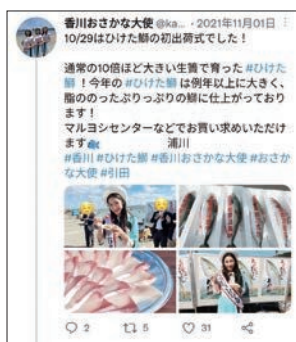 香川おさかな大使 @ka... ・2021年11月01日
10/29はひけた鰤の初出荷式でした！
通常の10倍ほど大きい生簀で育った #ひけた
鰤 ！今年の #ひけた鰤 は例年以上に大きく、
脂ののったぷりっぷりの鰤に仕上がっており
ます！
マルヨシセンターなどでお買い求めいただけ
ます 浦川
#香川 #ひけた鰤 #香川おさかな大使 #おさか
な大使 #引田
2 5 31